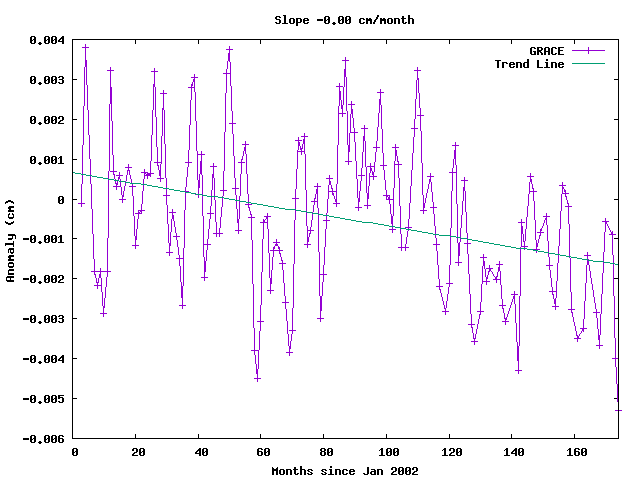 Slope -0.00 cm/month
GRACE
Trend Line
0.004
0.003
0.002
0.001
0
-0.001
-0.002
-0.003
-0.004
-0.005
-0.006
Anomaly (cm)
0 20 40 60 80 100 120 140 160
Months since Jan 2002